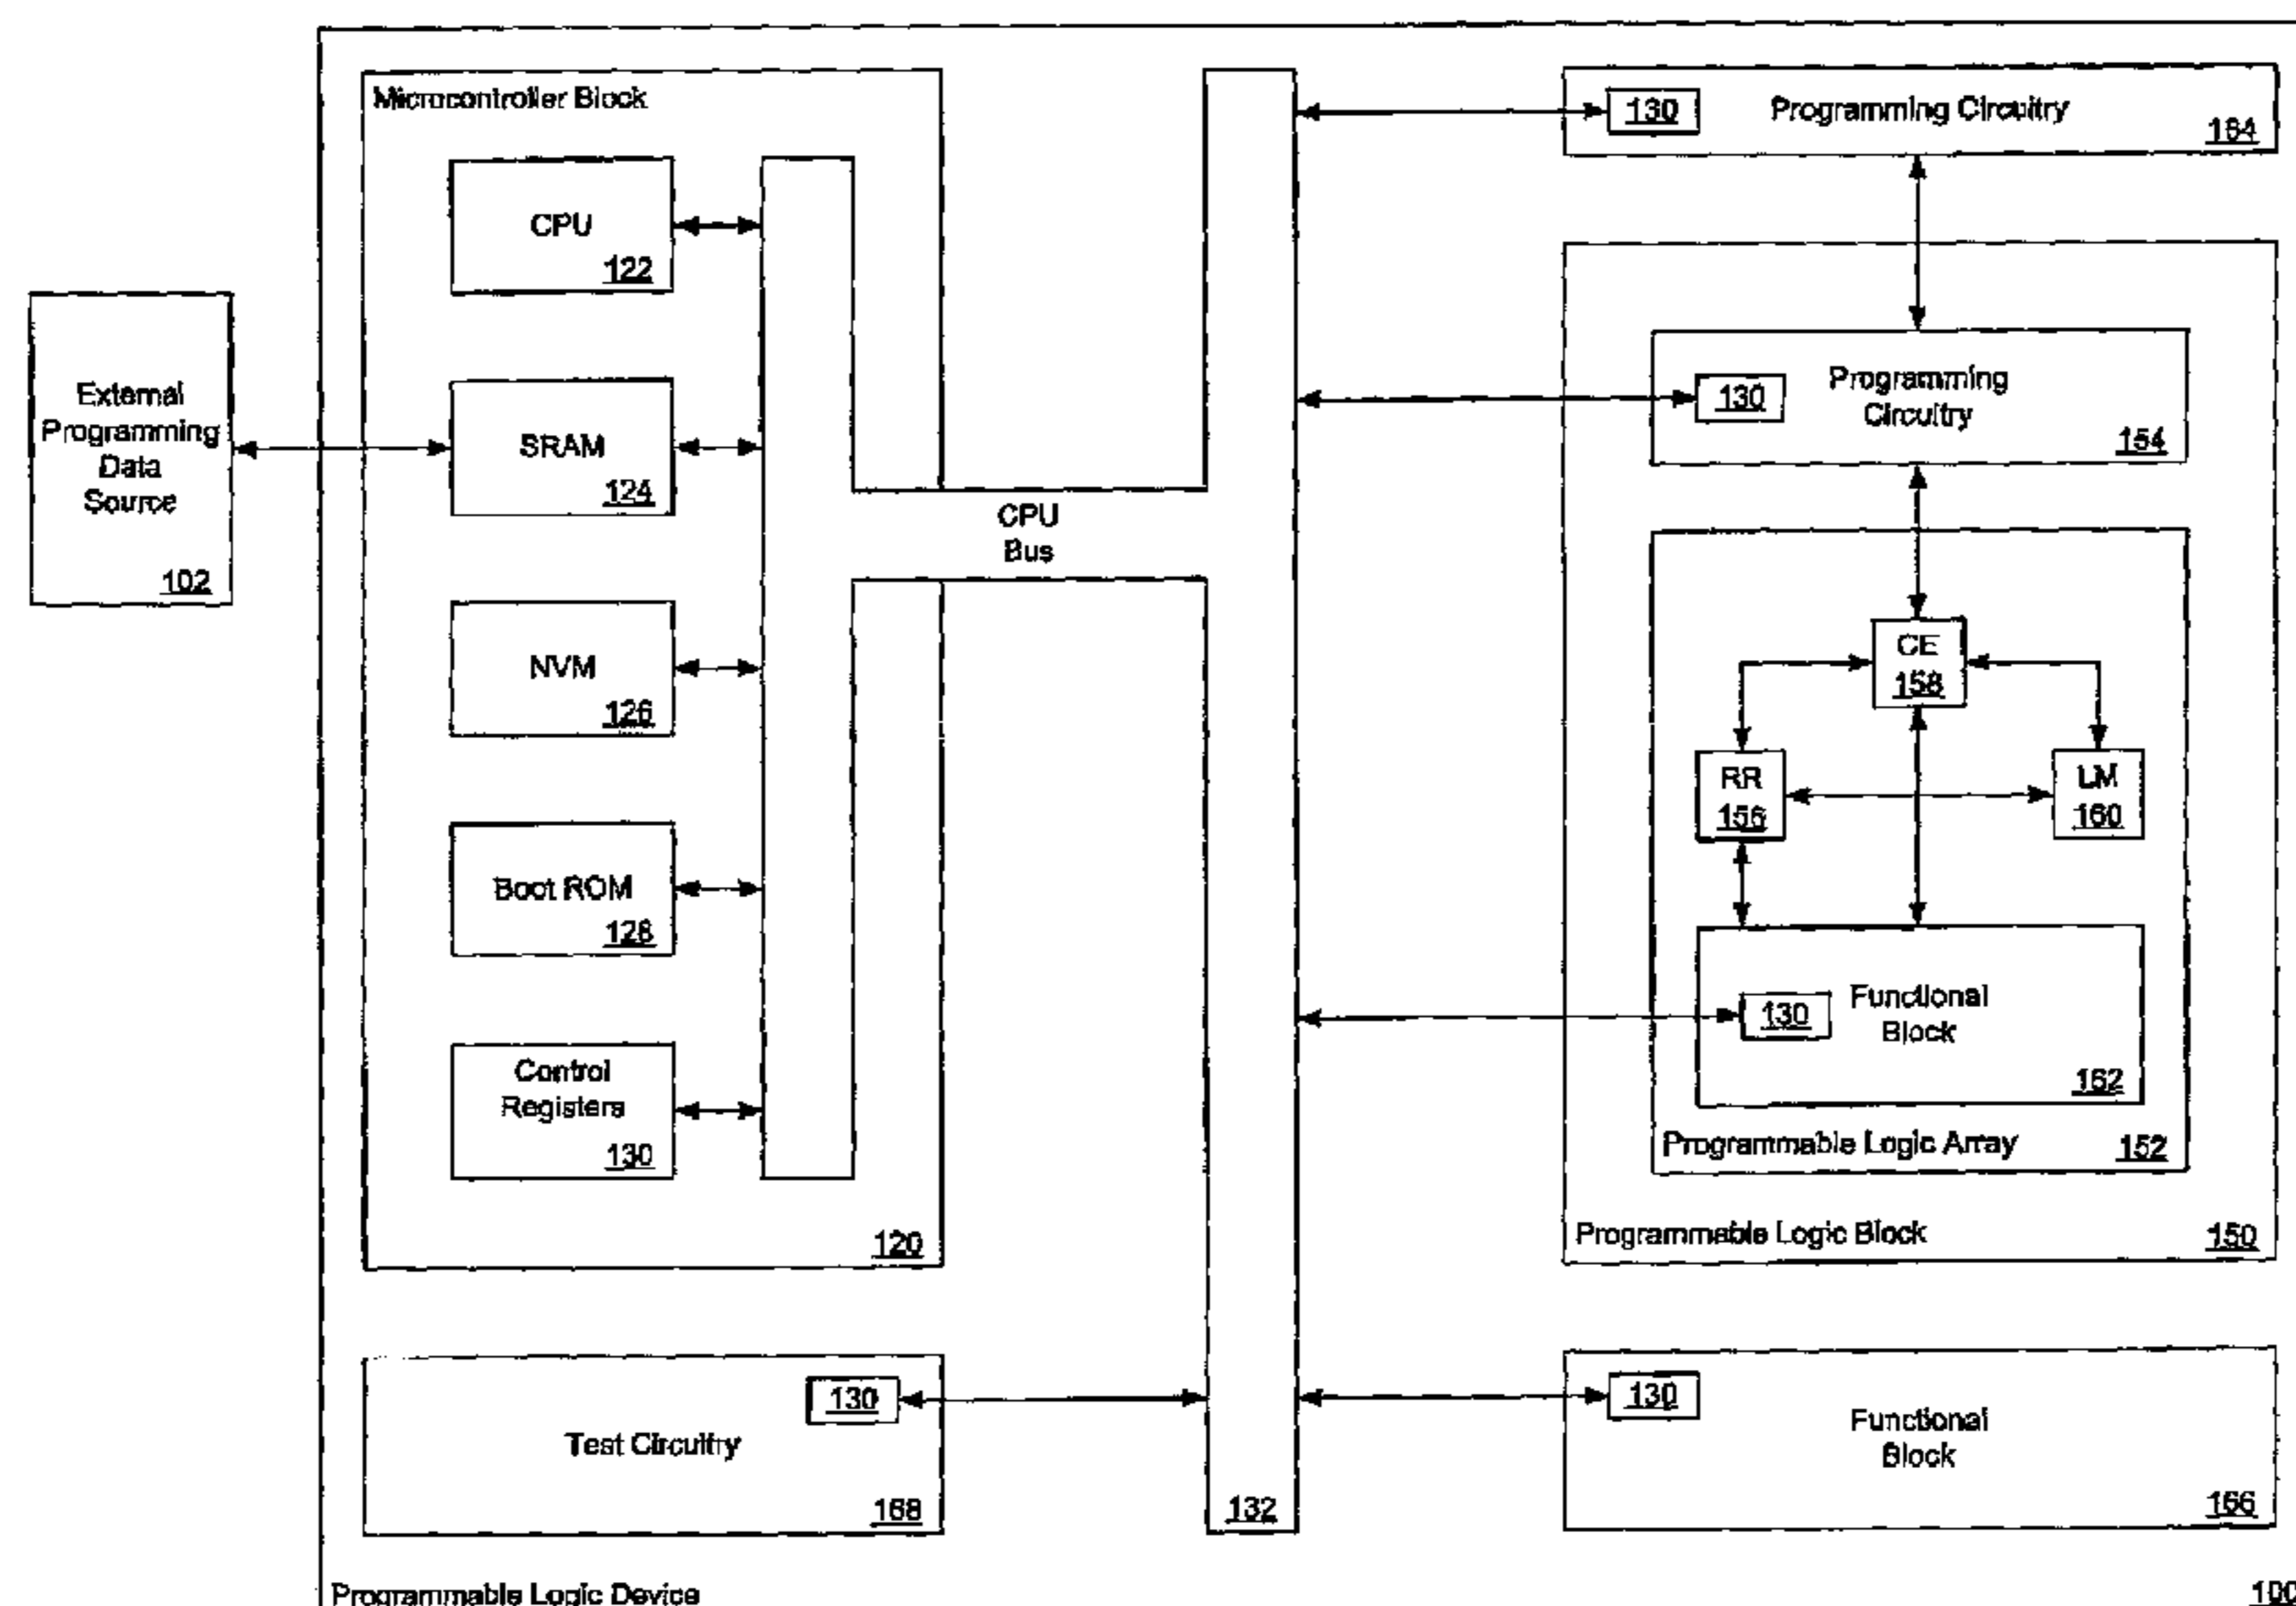 Microcontroller Block
CPU
122
SRAM
124
NVM
126
Boot ROM
128
Control
Registers
130
120
External
Programming
Data
Source
102
CPU
Bus
132
130
Programming Circuitry
164
130
Programming
Circuitry
154
CE
158
RR
156
LM
160
130
Functional
Block
162
Programmable Logic Array
152
Programmable Logic Block
150
130
Test Circuitry
168
130
Functional
Block
166
Programmable Logic Device
100